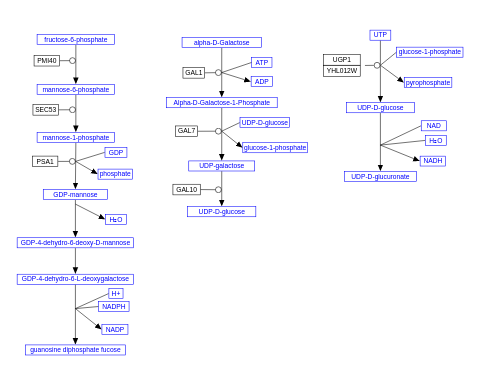 fructose-6-phosphate
PMI40
mannose-6-phosphate
SEC53
mannose-1-phosphate
GDP
PSA1
phosphate
GDP-mannose
H₂O
GDP-4-dehydro-6-deoxy-D-mannose
GDP-4-dehydro-6-L-deoxygalactose
H+
NADPH
NADP
guanosine diphosphate fucose
alpha-D-Galactose
ATP
GAL1
ADP
Alpha-D-Galactose-1-Phosphate
UDP-D-glucose
GAL7
glucose-1-phosphate
UDP-galactose
GAL10
UDP-D-glucose
UTP
glucose-1-phosphate
UGP1
YHL012W
pyrophosphate
UDP-D-glucose
NAD
H₂O
NADH
UDP-D-glucuronate